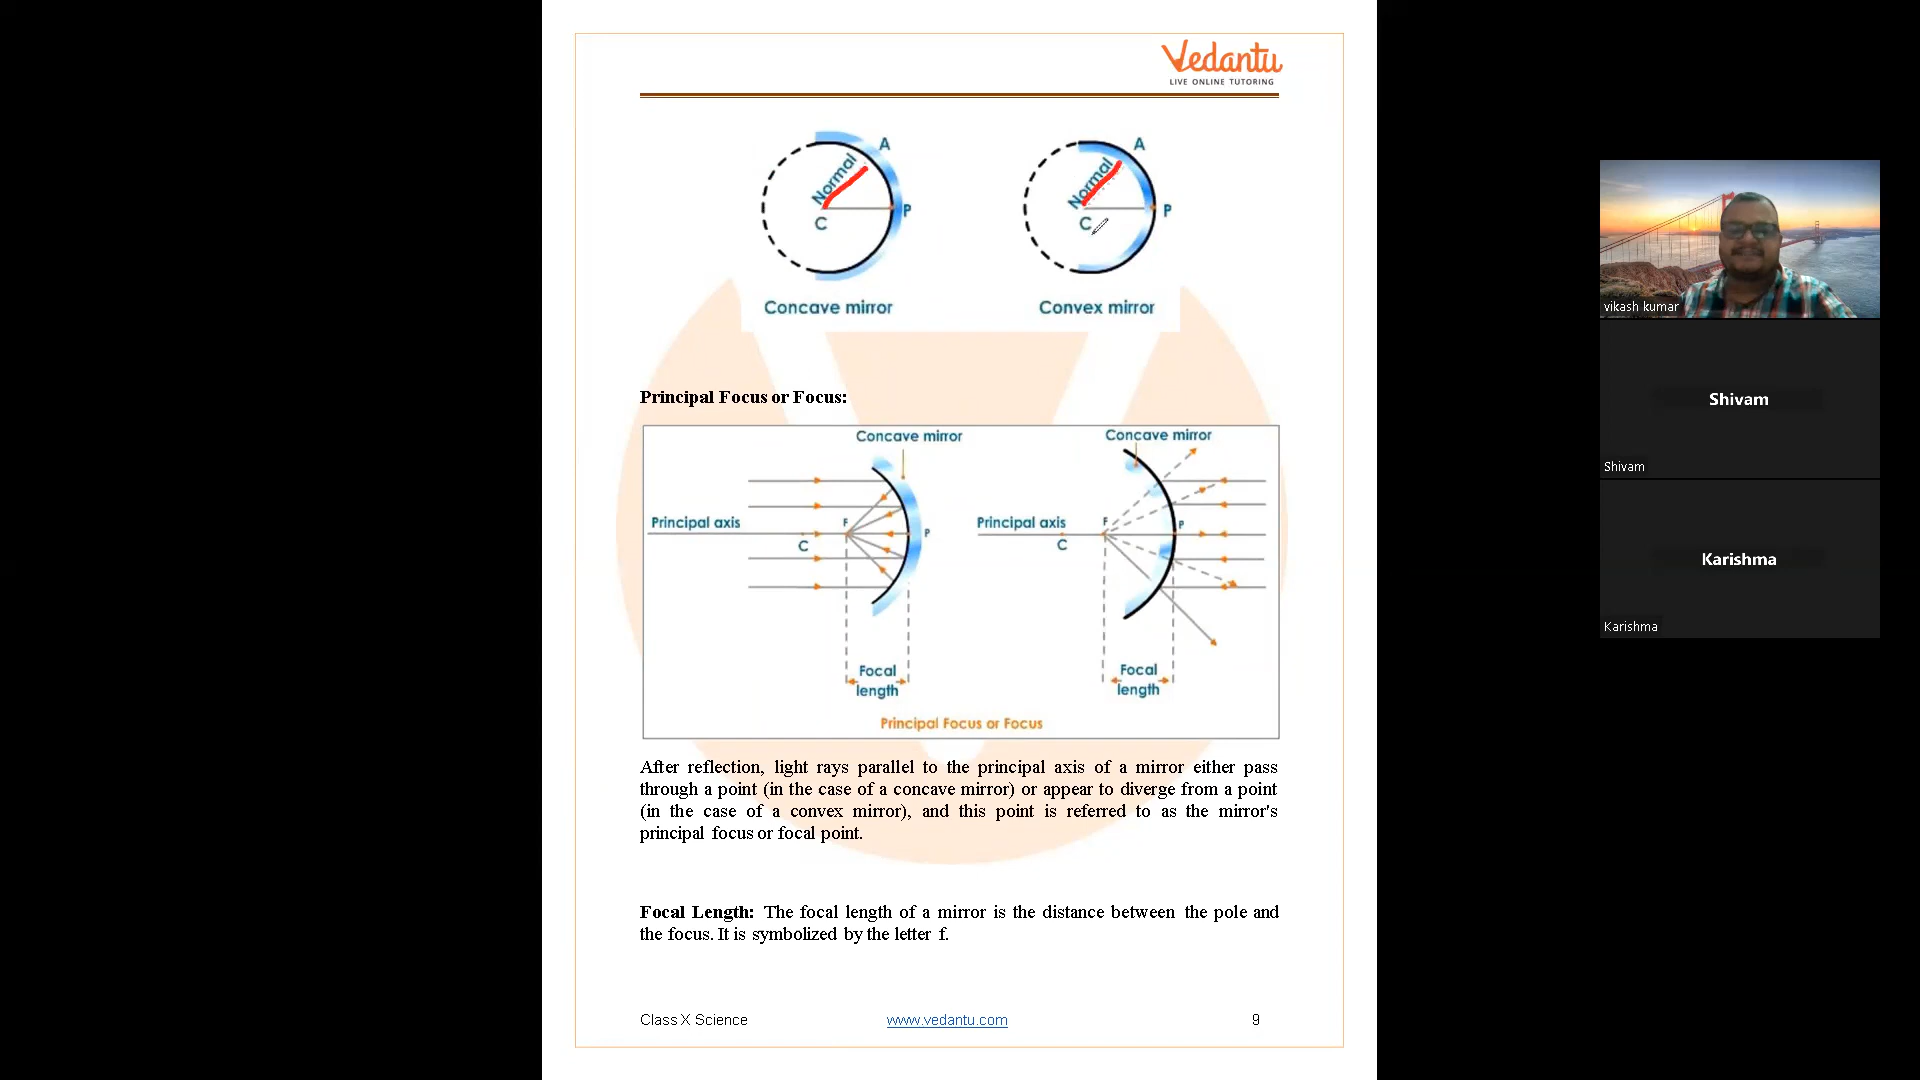 Vedantu
LIVE ONLINE TUTORING
A
Normal
P
C
Concave mirror
A
Normal
P
C
Convex mirror
Principal Focus or Focus:
Concave mirror
Principal axis
F
P
C
Focal
length
Concave mirror
Principal axis
F
P
C
Focal
length
Principal Focus or Focus
After reflection, light rays parallel to the principal axis of a mirror either pass
through a point (in the case of a concave mirror) or appear to diverge from a point
(in the case of a convex mirror), and this point is referred to as the mirror's
principal focus or focal point.
Focal Length: The focal length of a mirror is the distance between the pole and
the focus. It is symbolized by the letter f.
Class X Science www.vedantu.com 9
vikash kumar
Shivam
Shivam
Karishma
Karishma